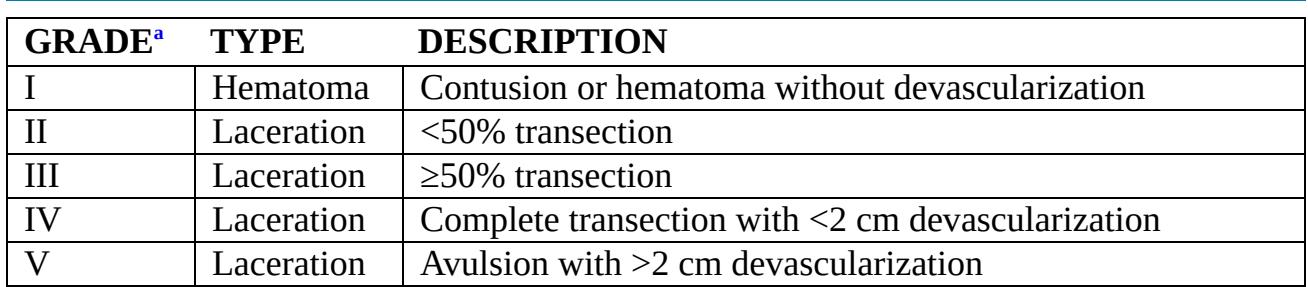 GRADEa TYPE DESCRIPTION
I Hematoma Contusion or hematoma without devascularization
II Laceration <50% transection
III Laceration ≥50% transection
IV Laceration Complete transection with <2 cm devascularization
V Laceration Avulsion with >2 cm devascularization